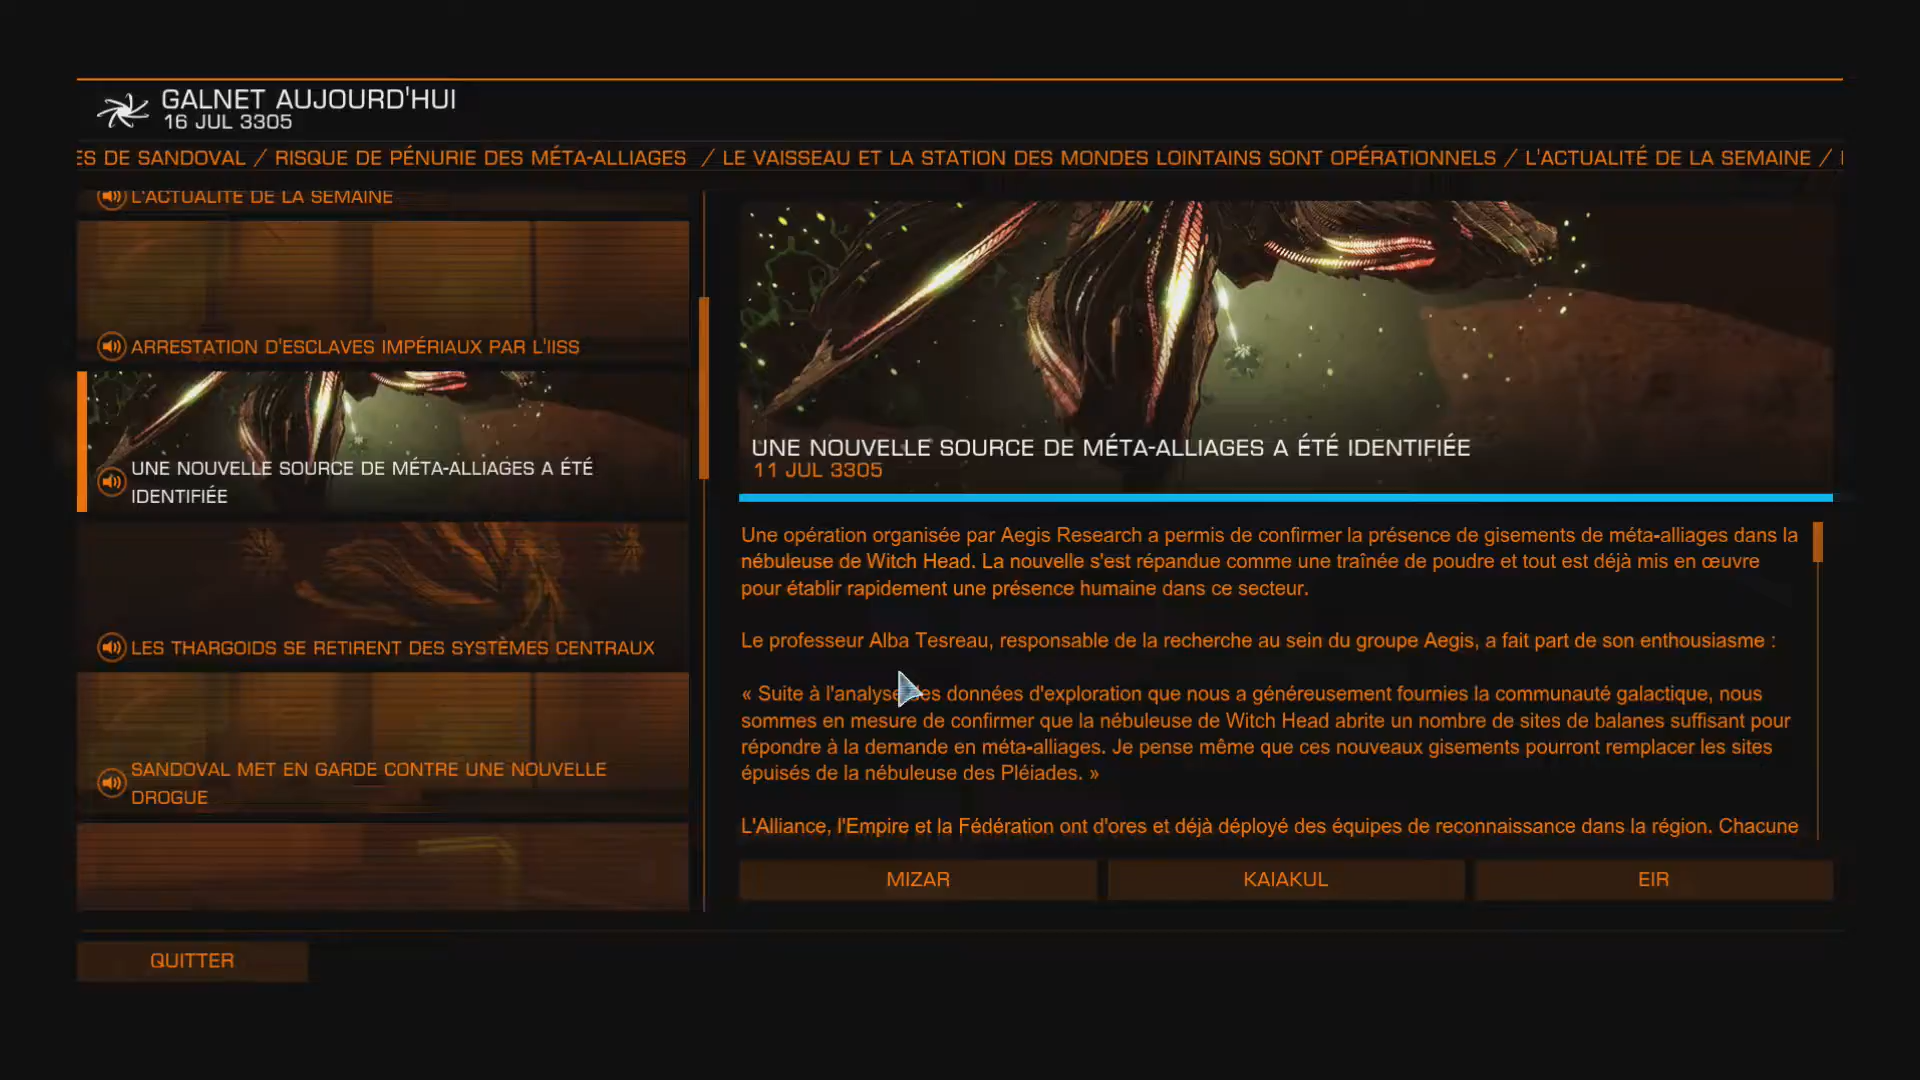 GALNET AUJOURD'HUI
16 JUL 3305
ES DE SANDOVAL / RISQUE DE PÉNURIE DES MÉTA-ALLIAGES / LE VAISSEAU ET LA STATION DES MONDES LOINTAINS SONT OPÉRATIONNELS / L'ACTUALITÉ DE LA SEMAINE /
L'ACTUALITÉ DE LA SEMAINE
ARRESTATION D'ESCLAVES IMPÉRIAUX PAR L'IISS
UNE NOUVELLE SOURCE DE MÉTA-ALLIAGES A ÉTÉ
IDENTIFIÉE
LES THARGOIDS SE RETIRENT DES SYSTÈMES CENTRAUX
SANDOVAL MET EN GARDE CONTRE UNE NOUVELLE
DROGUE
UNE NOUVELLE SOURCE DE MÉTA-ALLIAGES A ÉTÉ IDENTIFIÉE
11 JUL 3305
Une opération organisée par Aegis Research a permis de confirmer la présence de gisements de méta-alliages dans la
nébuleuse de Witch Head. La nouvelle s'est répandue comme une traînée de poudre et tout est déjà mis en œuvre
pour établir rapidement une présence humaine dans ce secteur.
Le professeur Alba Tesreau, responsable de la recherche au sein du groupe Aegis, a fait part de son enthousiasme :
« Suite à l'analyse des données d'exploration que nous a généreusement fournies la communauté galactique, nous
sommes en mesure de confirmer que la nébuleuse de Witch Head abrite un nombre de sites de balanes suffisant pour
répondre à la demande en méta-alliages. Je pense même que ces nouveaux gisements pourront remplacer les sites
épuisés de la nébuleuse des Pléiades. »
L'Alliance, l'Empire et la Fédération ont d'ores et déjà déployé des équipes de reconnaissance dans la région. Chacune
MIZAR
KAIAKUL
EIR
QUITTER